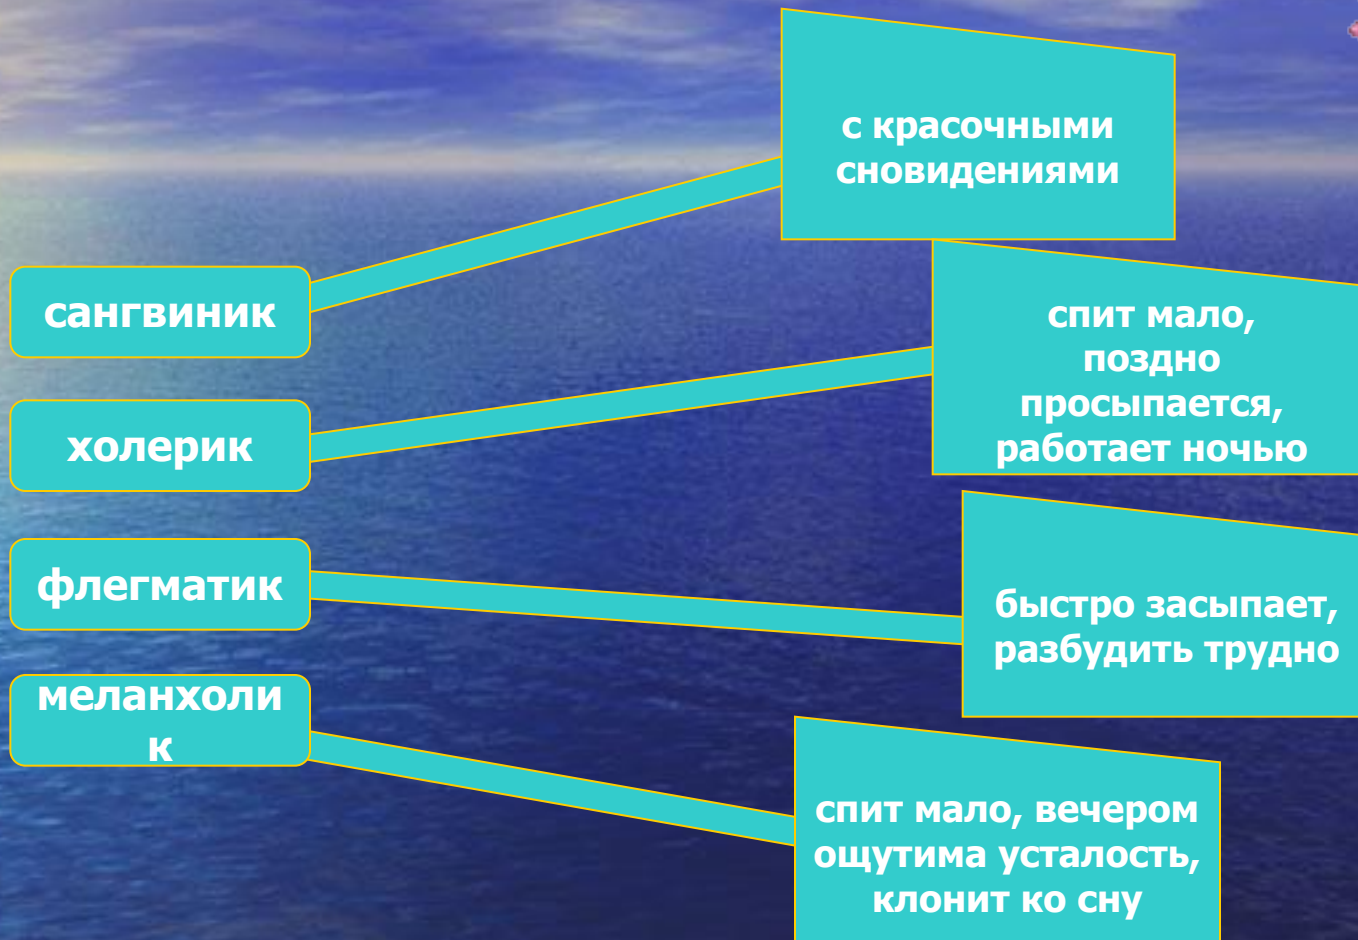 с красочными
сновидениями
сангвиник
спит мало,
поздно
просыпается,
работает ночью
холерик
флегматик
быстро засыпает,
разбудить трудно
меланхоли
к
спит мало, вечером
ощутима усталость,
клонит ко сну